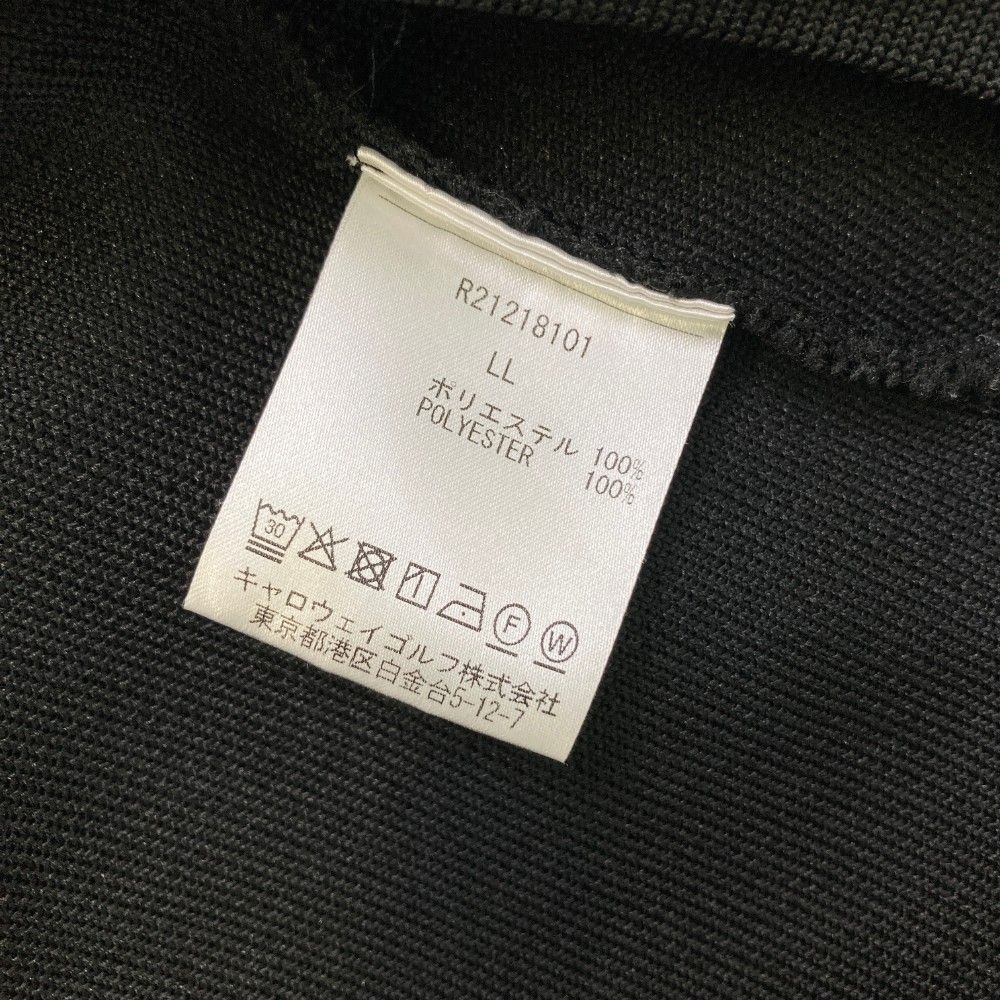 R21218101
LL
ポリエステル 100%
POLYESTER 100%
30
F
W
キャロウェイゴルフ株式会社
東京都港区白金台5-12-7